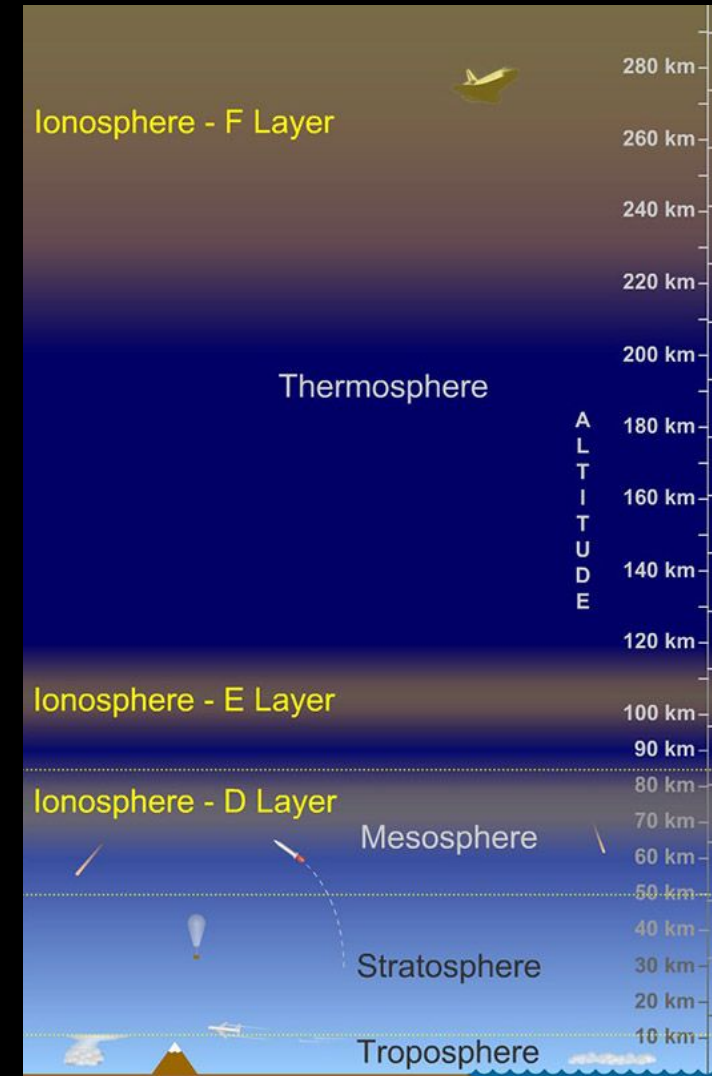 280 km
Ionosphere - F Layer
260 km
240 km
220 km
200 km
Thermosphere
ALTITUDE
180 km
160 km
140 km
120 km
Ionosphere - E Layer
100 km
90 km
80 km
Ionosphere - D Layer
70 km
Mesosphere
60 km
50 km
40 km
Stratosphere
30 km
20 km
10 km
Troposphere